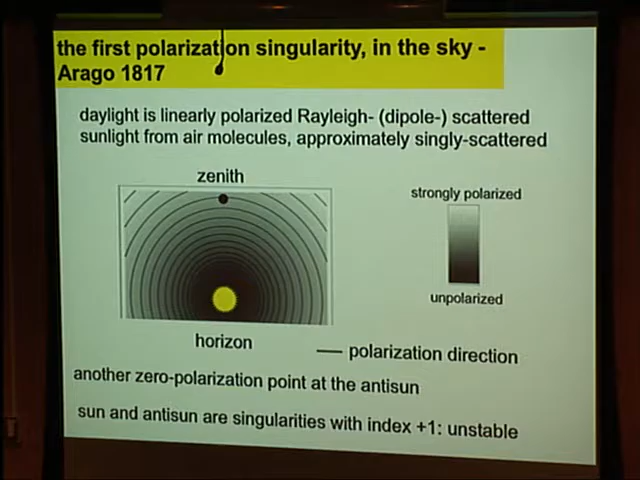 the first polarization singularity, in the sky -
Arago 1817
daylight is linearly polarized Rayleigh- (dipole-) scattered
sunlight from air molecules, approximately singly-scattered
zenith
strongly polarized
unpolarized
horizon
polarization direction
another zero-polarization point at the antisun
sun and antisun are singularities with index +1: unstable